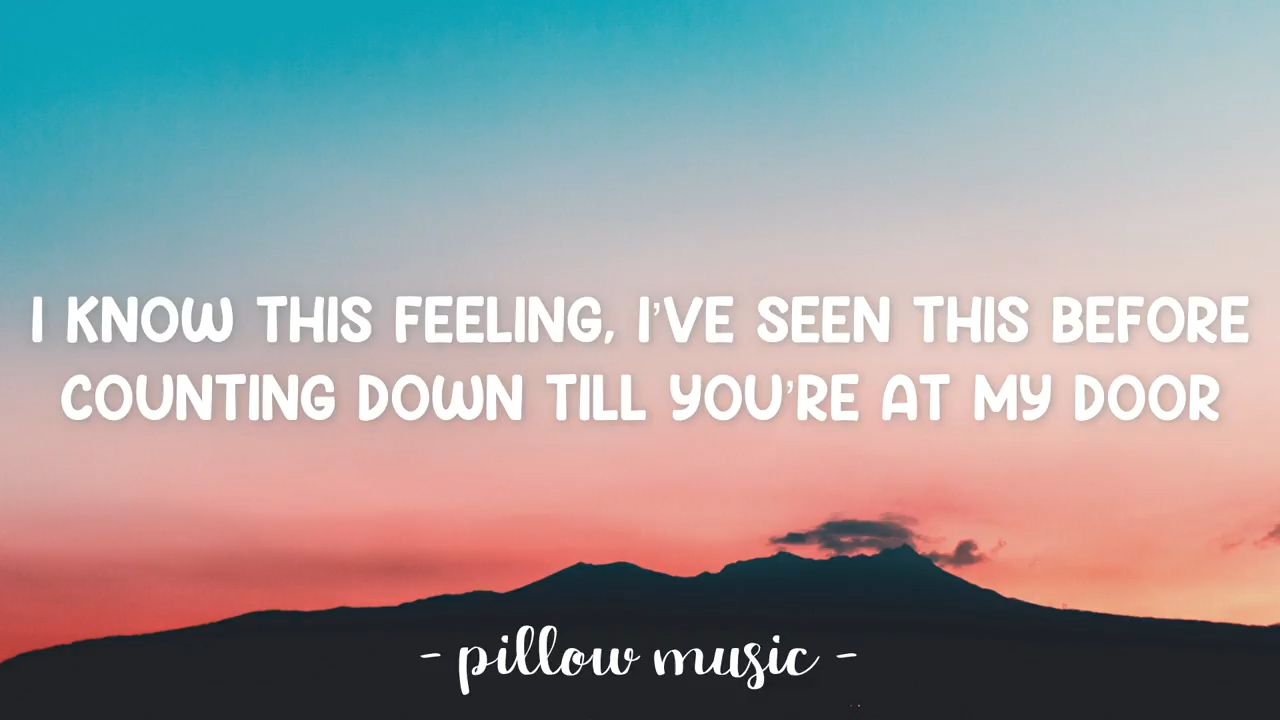 I KNOW THIS FEELING, I'VE SEEN THIS BEFORE
COUNTING DOWN TILL YOU'RE AT MY DOOR
- pillow music -